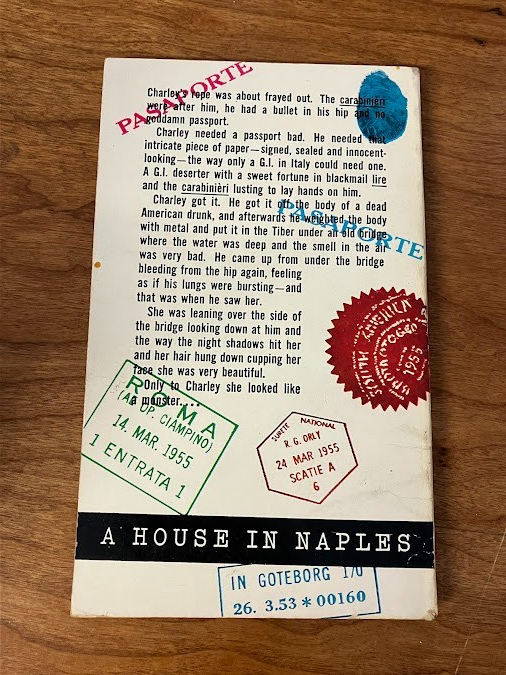 PASAPORTE
Charley's rope was about frayed out. The carabinièri
were after him, he had a bullet in his hip and no
goddamn passport.
Charley needed a passport bad. He needed that
intricate piece of paper—signed, sealed and innocent-
looking—the way only a G.I. in Italy could need one.
A G.I. deserter with a sweet fortune in blackmail lire
and the carabinièri lusting to lay hands on him.
Charley got it. He got it off the body of a dead
American drunk, and afterwards he weighted the body
with metal and put it in the Tiber under an old bridge
where the water was deep and the smell in the air
was very bad. He came up from under the bridge
bleeding from the hip again, feeling
as if his lungs were bursting—and
that was when he saw her.
She was leaning over the side of
the bridge looking down at him and
the way the night shadows hit her
and her hair hung down cupping her
face she was very beautiful.
Only to Charley she looked like
a monster....
PASAPORTE
SOUTH AMERICA
1955
ROMA
(AER. UP. CIAMPINO)
14. MAR. 1955
1 ENTRATA 1
SURETE NATIONAL
R.G. ORLY
24 MAR 1955
SCATIE A
6
A HOUSE IN NAPLES
IN GOTEBORG 170
26. 3.53 * 00160